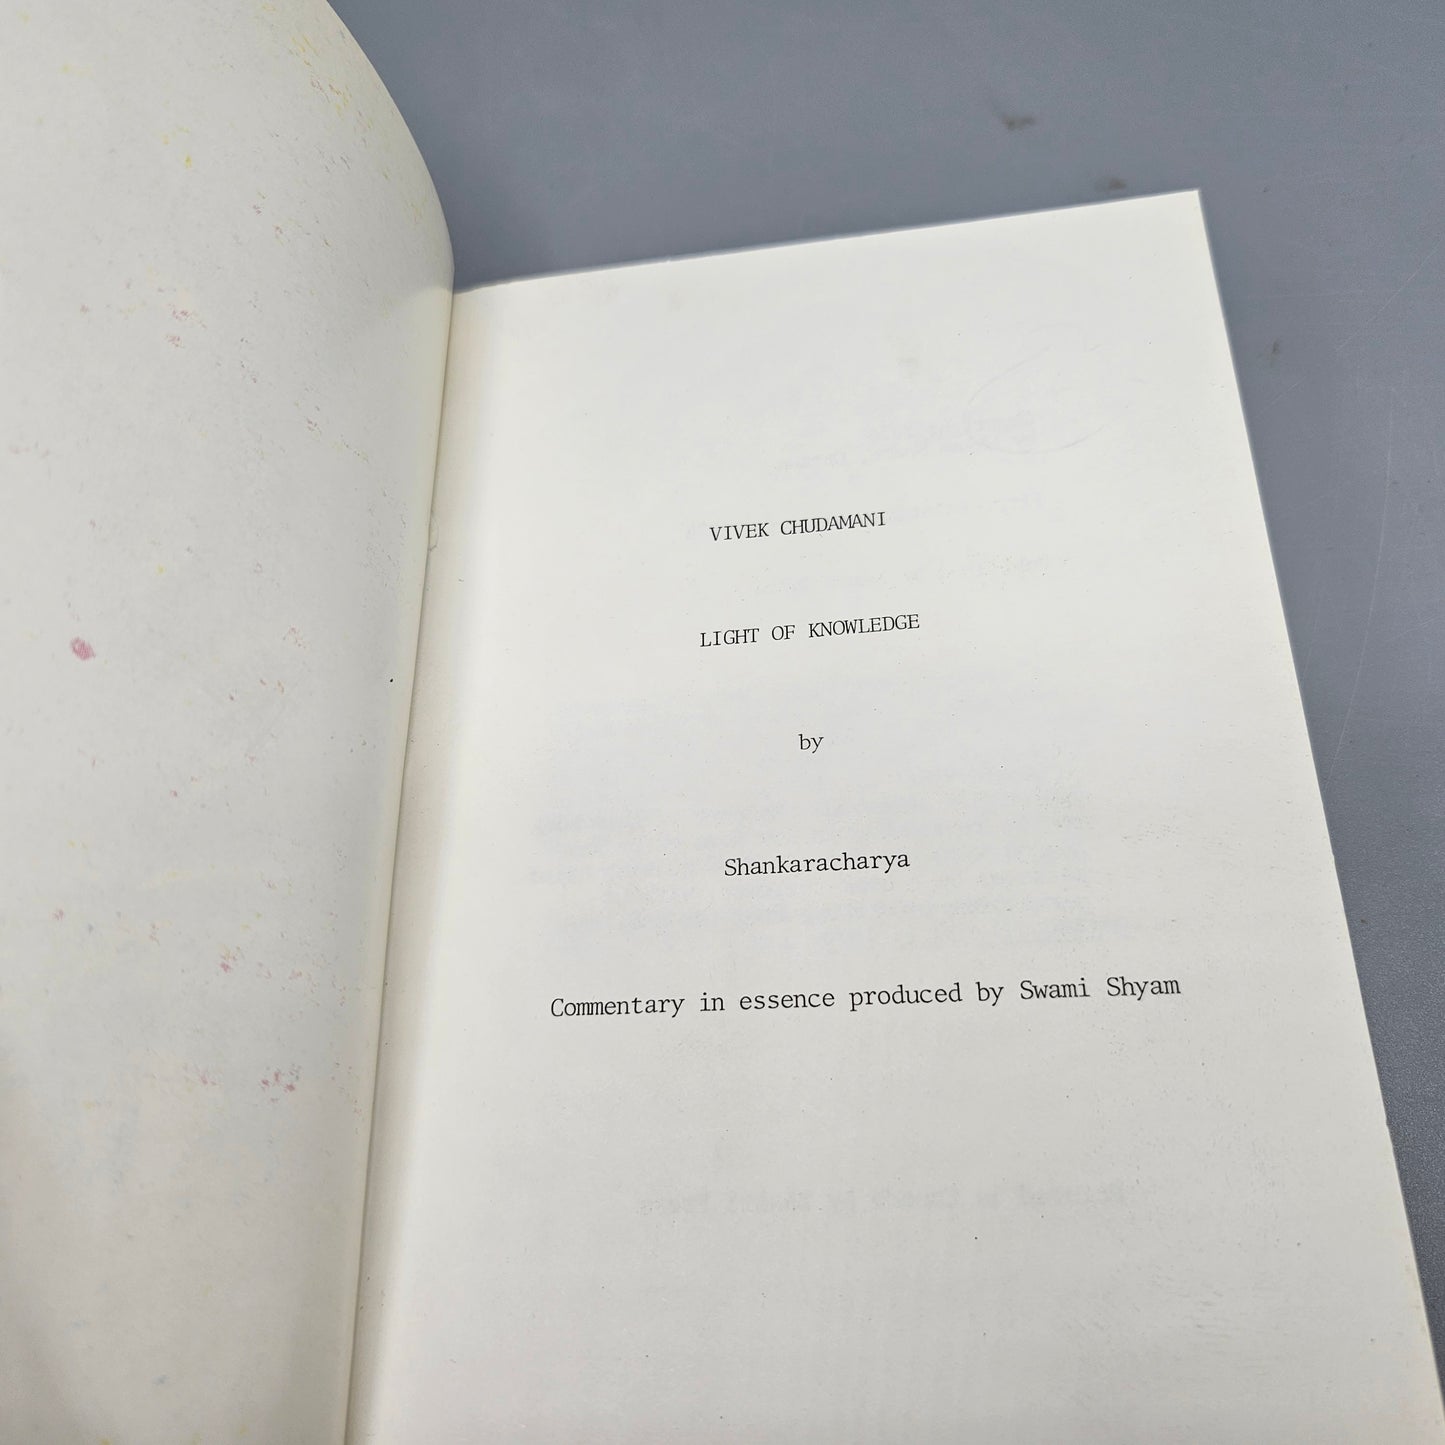 VIVEK CHUDAMANI
LIGHT OF KNOWLEDGE
by
Shankaracharya
Commentary in essence produced by Swami Shyam